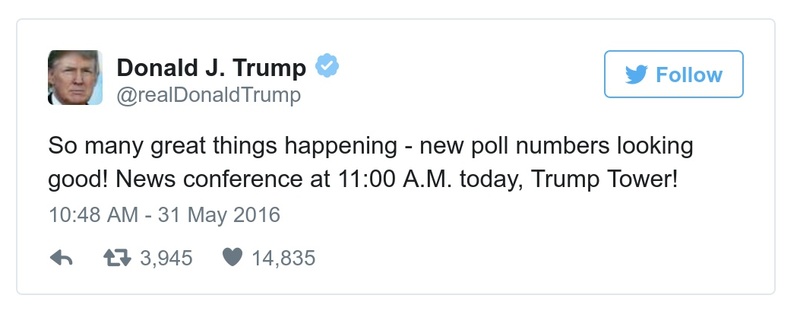 Donald J. Trump
@realDonaldTrump
Follow
So many great things happening - new poll numbers looking
good! News conference at 11:00 A.M. today, Trump Tower!
10:48 AM - 31 May 2016
3,945 14,835